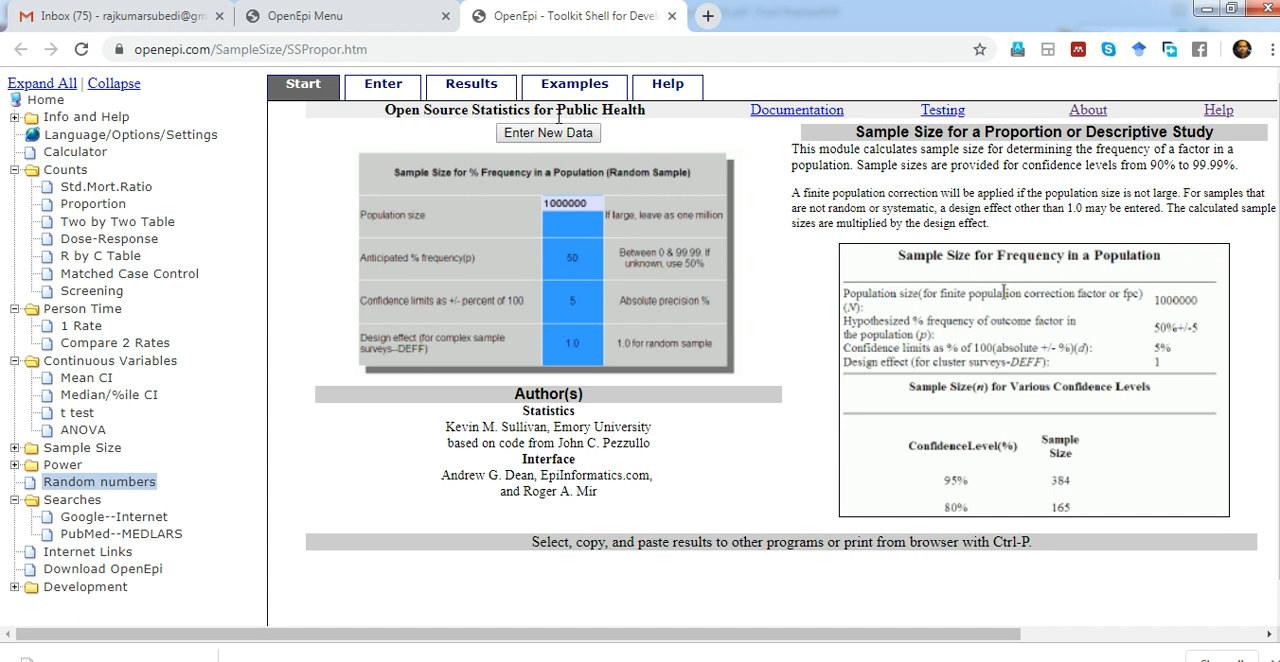 Inbox (75) - rajkumarsubedi@gm
OpenEpi Menu
OpenEpi - Toolkit Shell for Devel
openepi.com/SampleSize/SSPropor.htm
Expand All | Collapse
Home
Info and Help
Language/Options/Settings
Calculator
Counts
Std.Mort.Ratio
Proportion
Two by Two Table
Dose-Response
R by C Table
Matched Case Control
Screening
Person Time
1 Rate
Compare 2 Rates
Continuous Variables
Mean CI
Median/%ile CI
t test
ANOVA
Sample Size
Power
Random numbers
Searches
Google--Internet
PubMed--MEDLARS
Internet Links
Download OpenEpi
Development
Start Enter Results Examples Help
Open Source Statistics for Public Health
Documentation Testing About Help
Enter New Data
Sample Size for % Frequency in a Population (Random Sample)
Population size 1000000 If large, leave as one million
Anticipated % frequency(p) 50 Between 0 & 99.99. If
unknown, use 50%
Confidence limits as +/- percent of 100 5 Absolute precision %
Design effect (for complex sample
surveys--DEFF) 1.0 1.0 for random sample
Author(s)
Statistics
Kevin M. Sullivan, Emory University
based on code from John C. Pezzullo
Interface
Andrew G. Dean, EpiInformatics.com,
and Roger A. Mir
Sample Size for a Proportion or Descriptive Study
This module calculates sample size for determining the frequency of a factor in a
population. Sample sizes are provided for confidence levels from 90% to 99.99%.
A finite population correction will be applied if the population size is not large. For samples that
are not random or systematic, a design effect other than 1.0 may be entered. The calculated sample
sizes are multiplied by the design effect.
Sample Size for Frequency in a Population
Population size(for finite population correction factor or fpc)
(N): 1000000
Hypothesized % frequency of outcome factor in
the population (p): 50%+/-5
Confidence limits as % of 100(absolute +/- %)(d): 5%
Design effect (for cluster surveys-DEFF): 1
Sample Size(n) for Various Confidence Levels
ConfidenceLevel(%) Sample
Size
95% 384
80% 165
Select, copy, and paste results to other programs or print from browser with Ctrl-P.